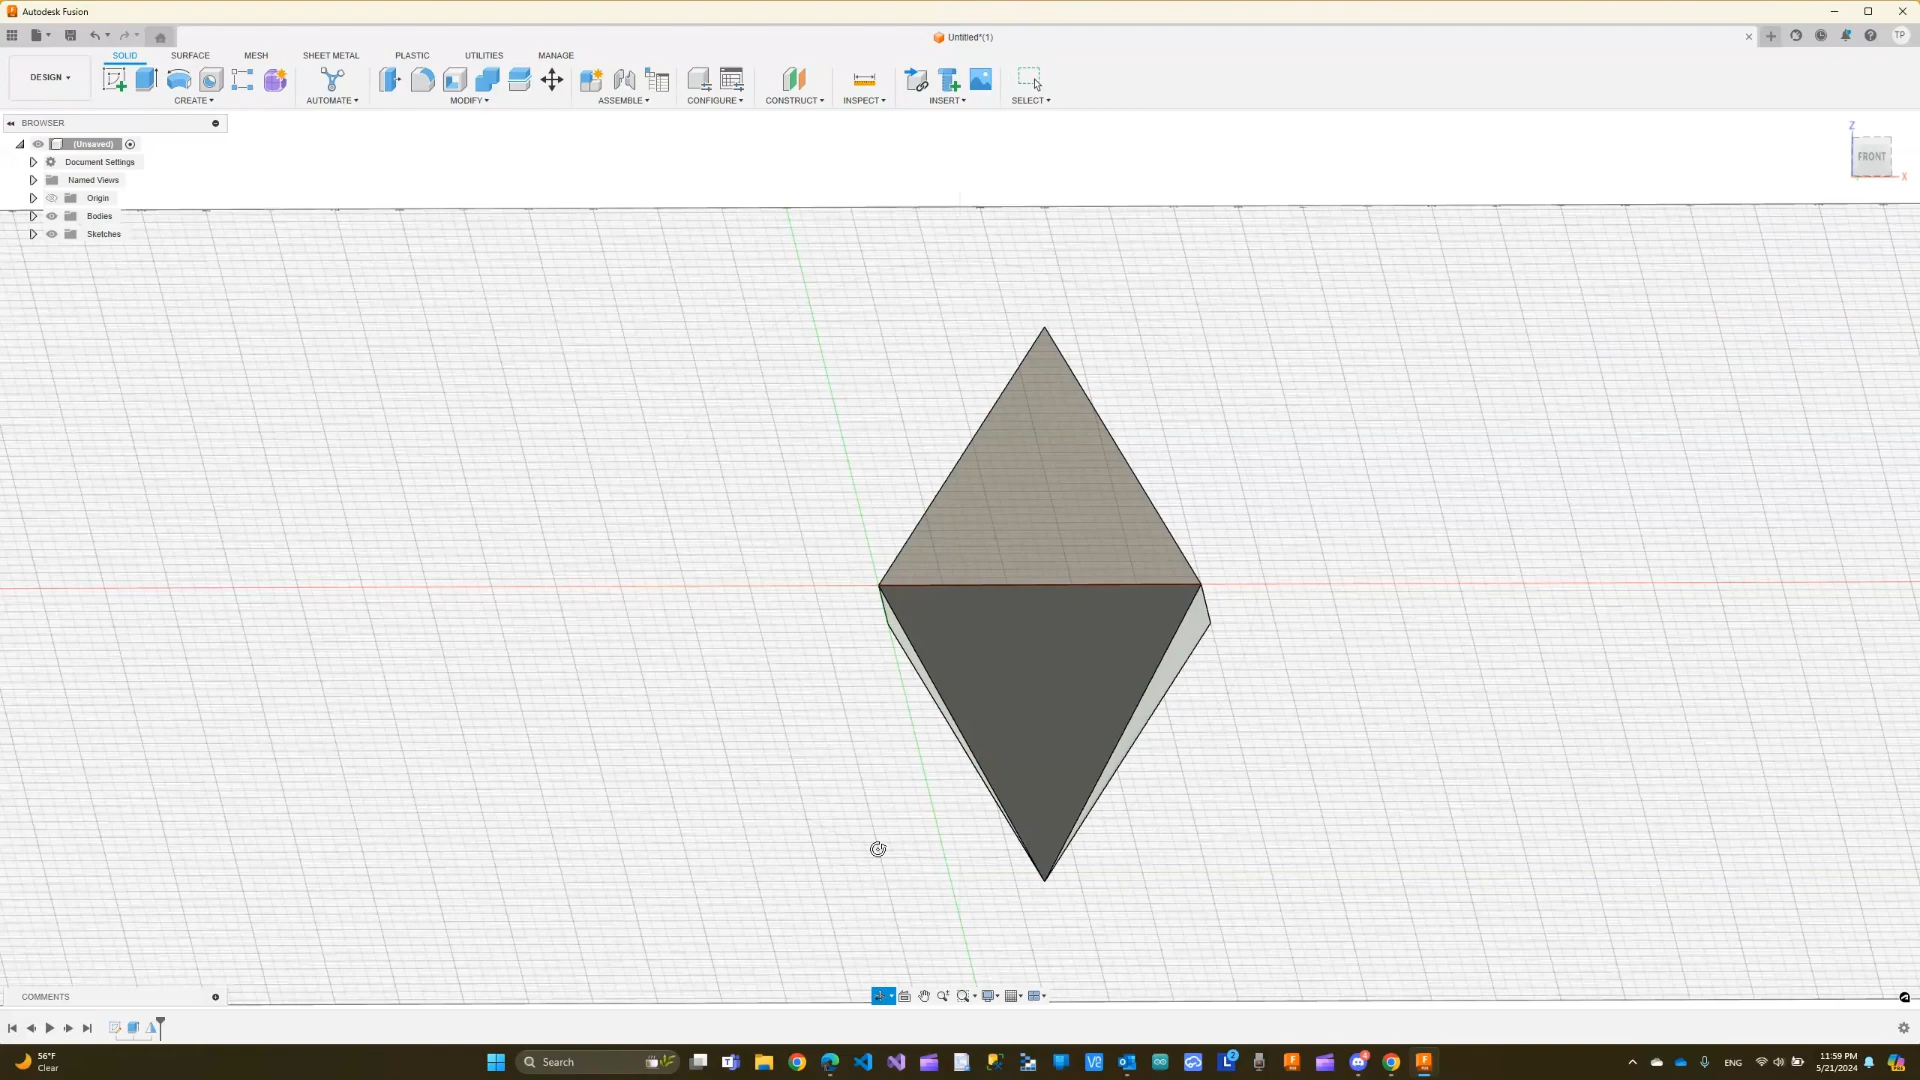 Autodesk Fusion
Untitled*(1)
TP
SOLID SURFACE MESH SHEET METAL PLASTIC UTILITIES MANAGE
DESIGN
CREATE AUTOMATE MODIFY ASSEMBLE CONFIGURE CONSTRUCT INSPECT INSERT SELECT
BROWSER
(Unsaved)
Document Settings
Named Views
Origin
Bodies
Sketches
Z
FRONT
X
COMMENTS
56°F
Clear
Search
ENG
11:59 PM
5/21/2024